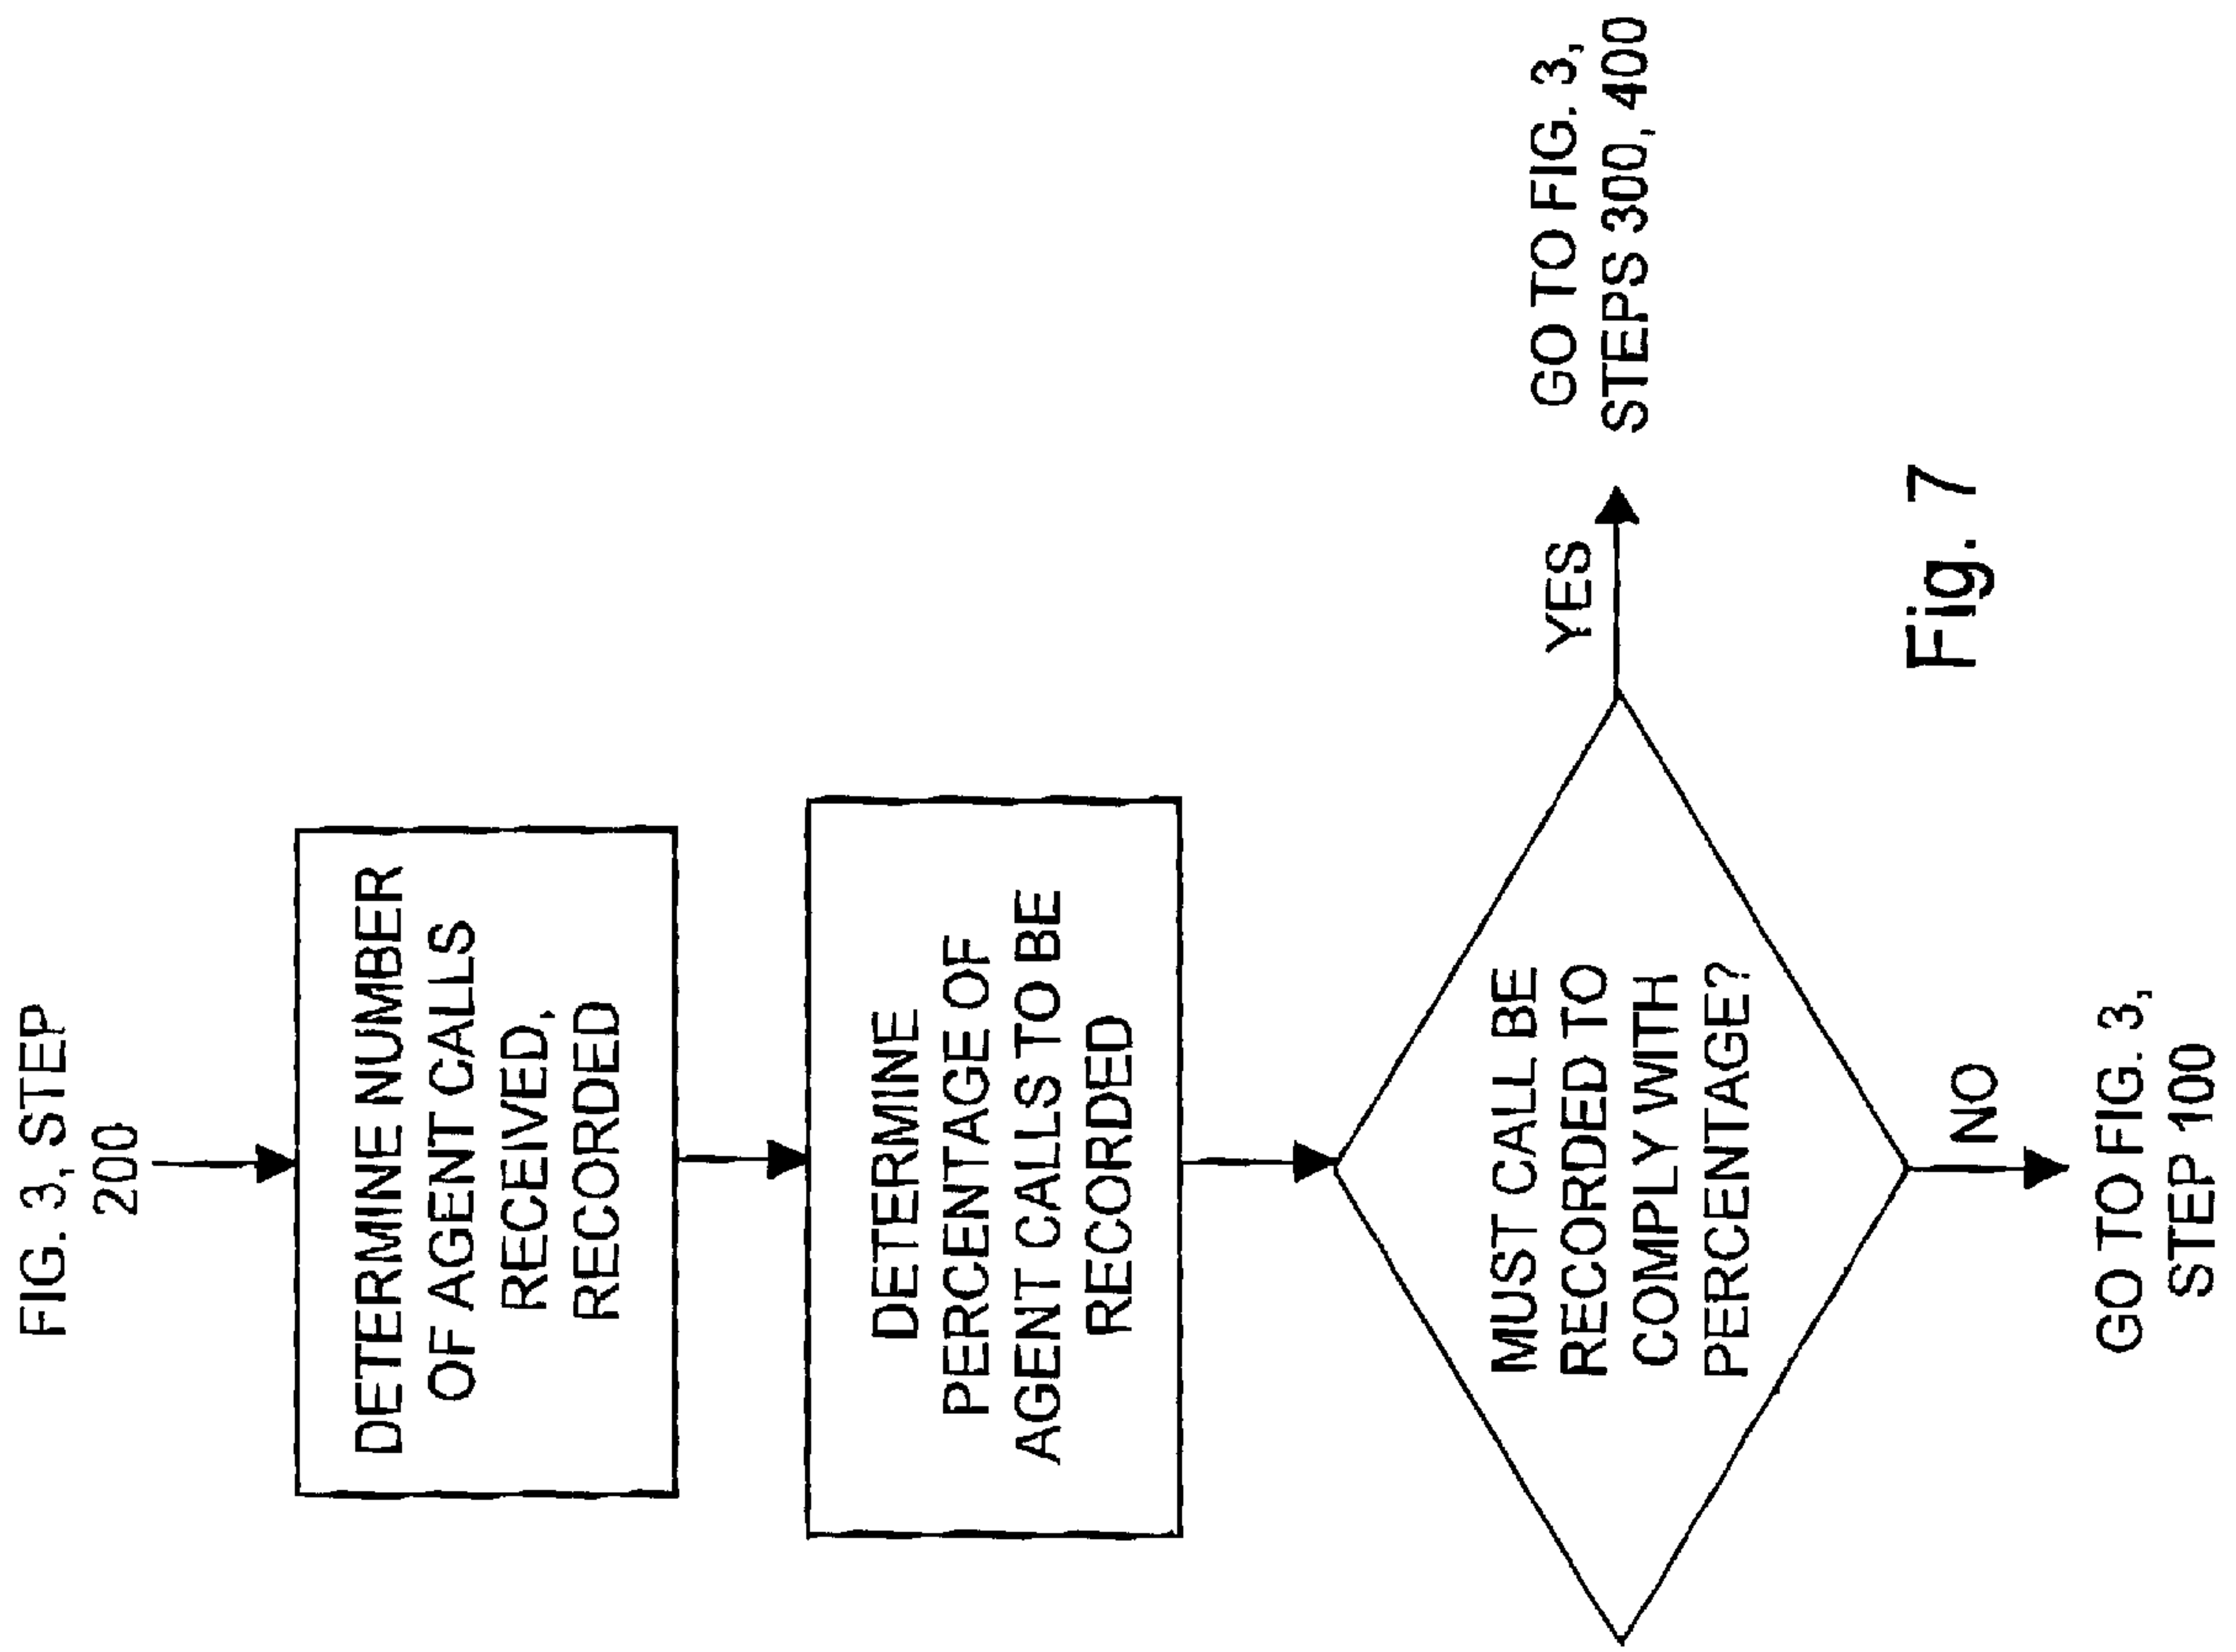 FIG. 3, STEP
200
DETERMINE NUMBER
OF AGENT CALLS
RECEIVED,
RECORDED
DETERMINE
PERCENTAGE OF
AGENT CALLS TO BE
RECORDED
MUST CALL BE
RECORDED TO
COMPLY WITH
PERCENTAGE?
YES
GO TO FIG. 3,
STEPS 300, 400
NO
GO TO FIG. 3,
STEP 100
Fig. 7